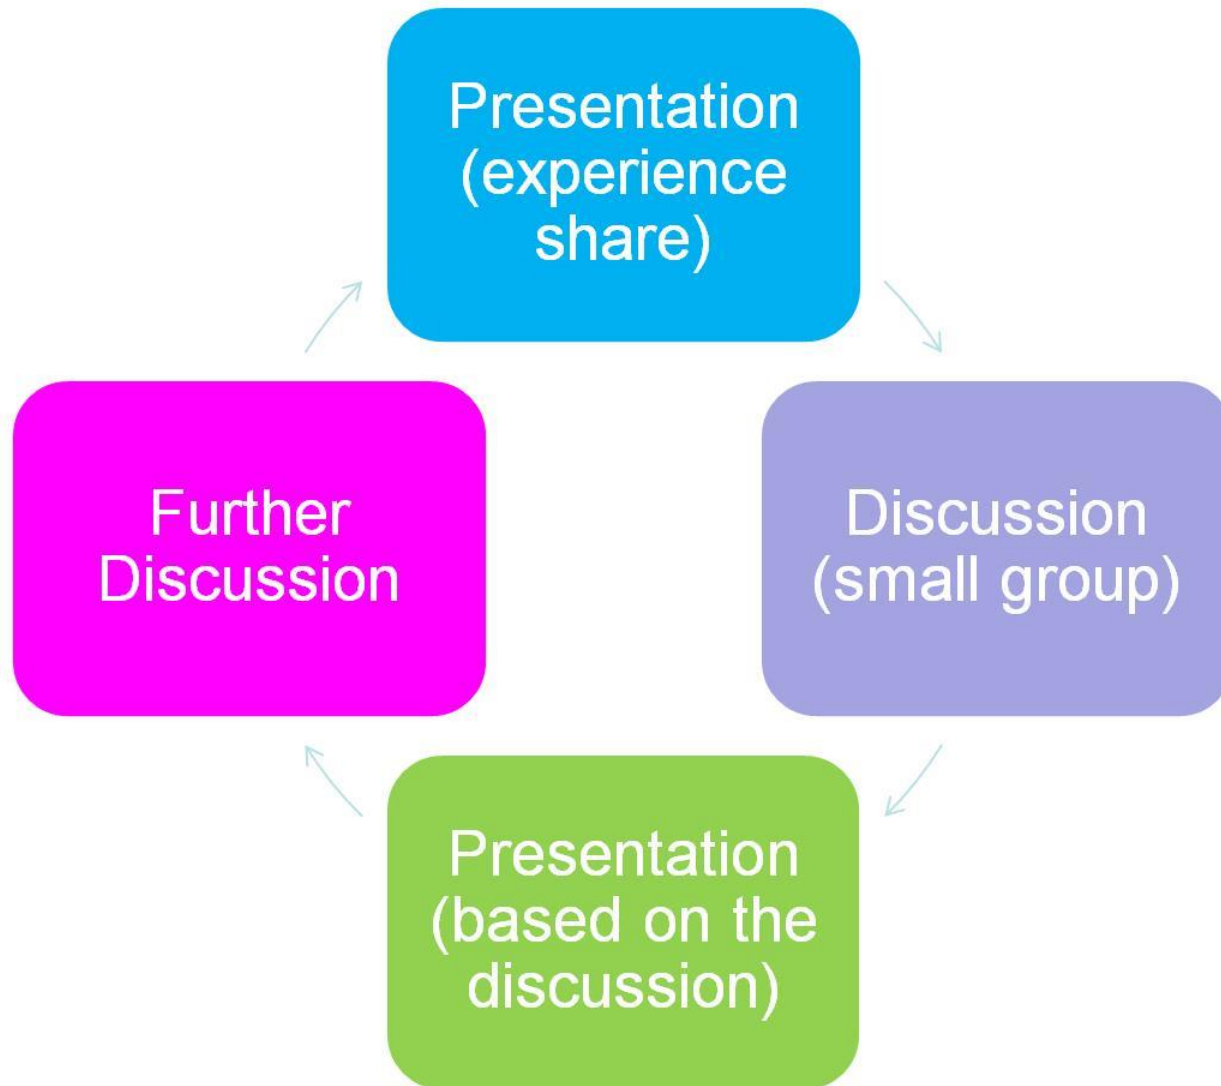 Presentation
(experience
share)
Discussion
(small group)
Presentation
(based on the
discussion)
Further
Discussion